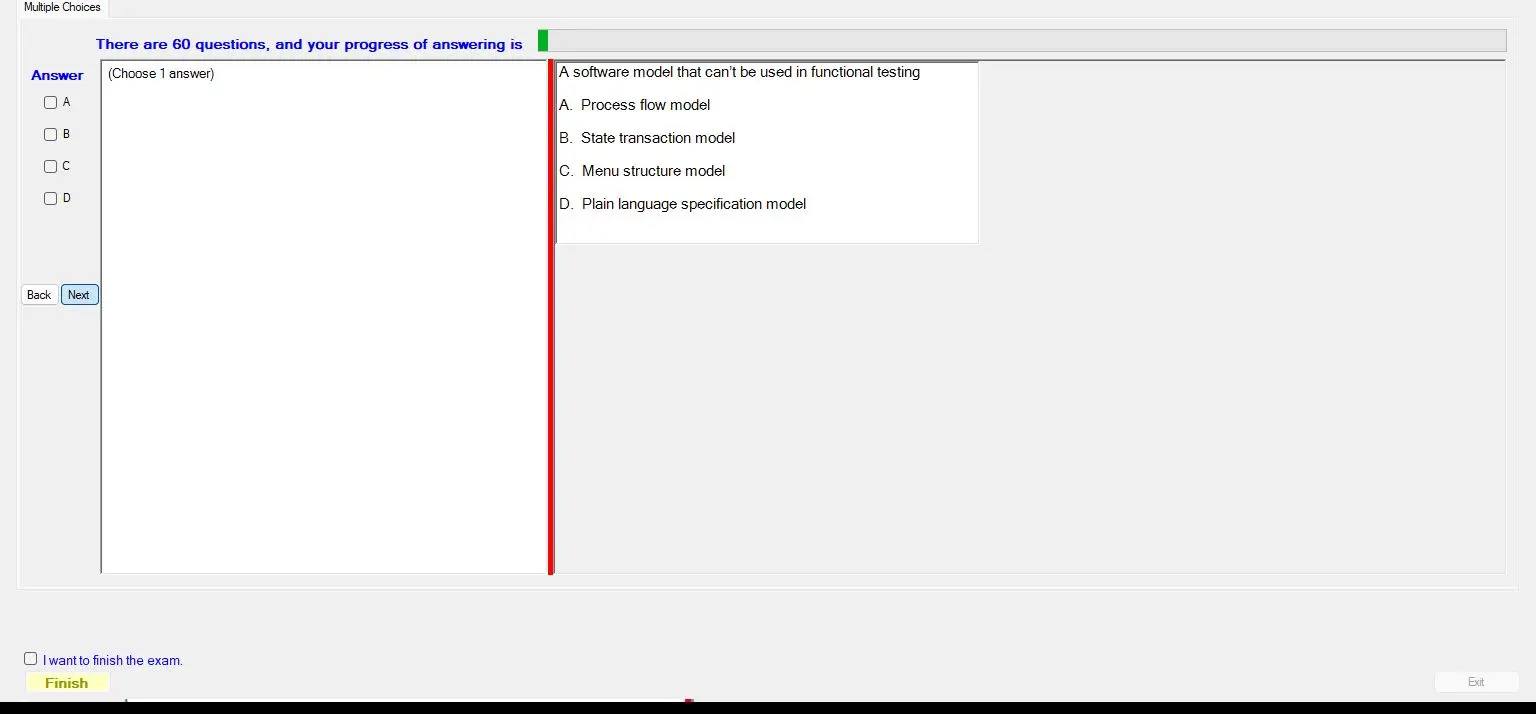 Multiple Choices
There are 60 questions, and your progress of answering is
Answer
A
B
C
D
Back
Next
(Choose 1 answer)
A software model that can't be used in functional testing
A. Process flow model
B. State transaction model
C. Menu structure model
D. Plain language specification model
I want to finish the exam.
Finish
Exit